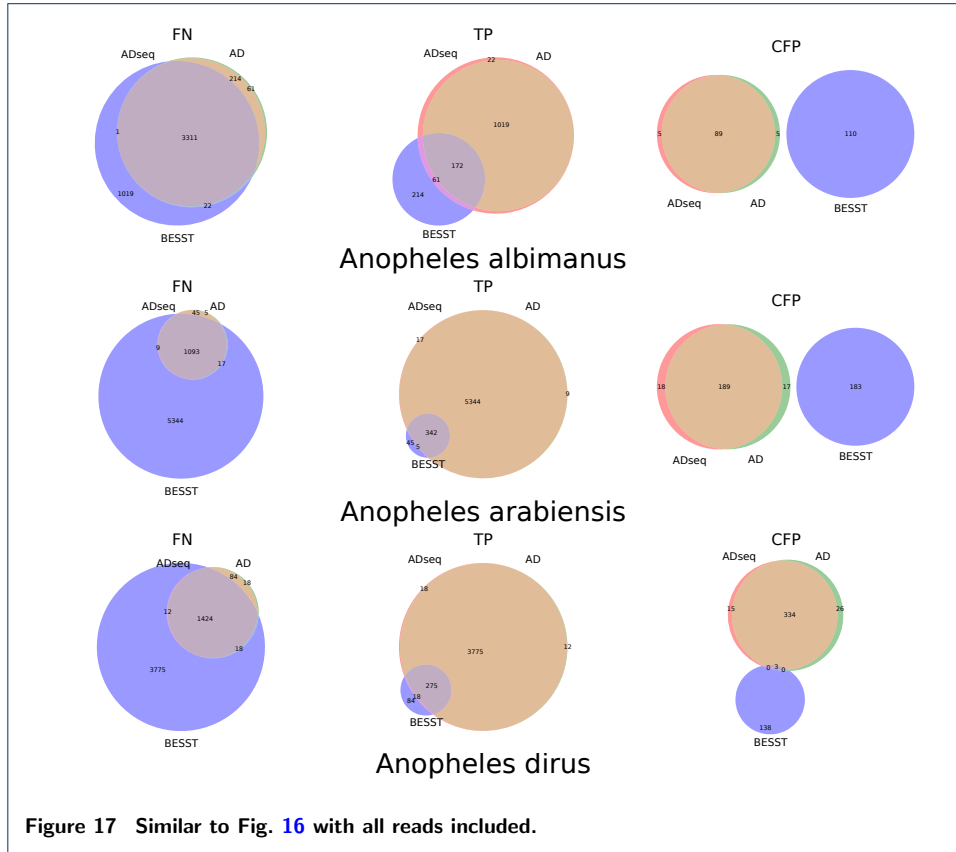 FN
TP
CFP
ADseq AD
ADseq AD
22
214
61
1
3311
1019
5
89
5
110
172
61
1019
22
214
ADseq AD
BESST
BESST
BESST
Anopheles albimanus
FN
TP
CFP
ADseq AD
ADseq AD
45 5
17
9
1093
17
5344
9
18
189
17
183
5344
342
45
5
BESST
ADseq AD
BESST
BESST
Anopheles arabiensis
FN
TP
CFP
ADseq AD
ADseq AD
ADseq AD
84
18
18
12
1424
15
334
26
18
3775
12
3775
0 3 0
275
18
84
BESST
138
BESST
BESST
Anopheles dirus
Figure 17 Similar to Fig. 16 with all reads included.